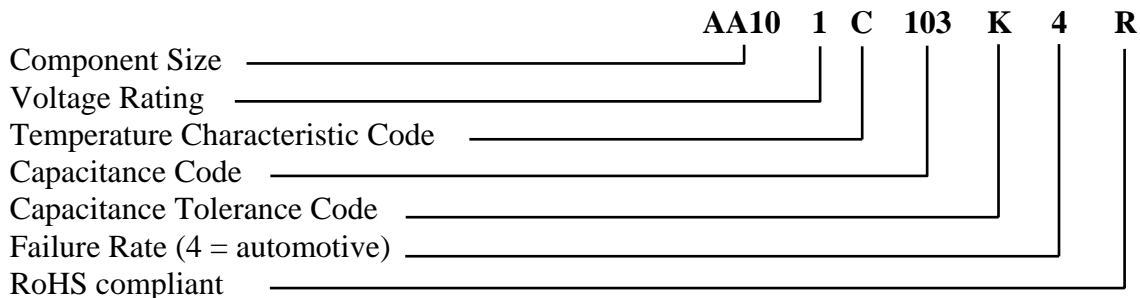 AA10 1 C 103 K 4 R
Component Size
Voltage Rating
Temperature Characteristic Code
Capacitance Code
Capacitance Tolerance Code
Failure Rate (4 = automotive)
RoHS compliant